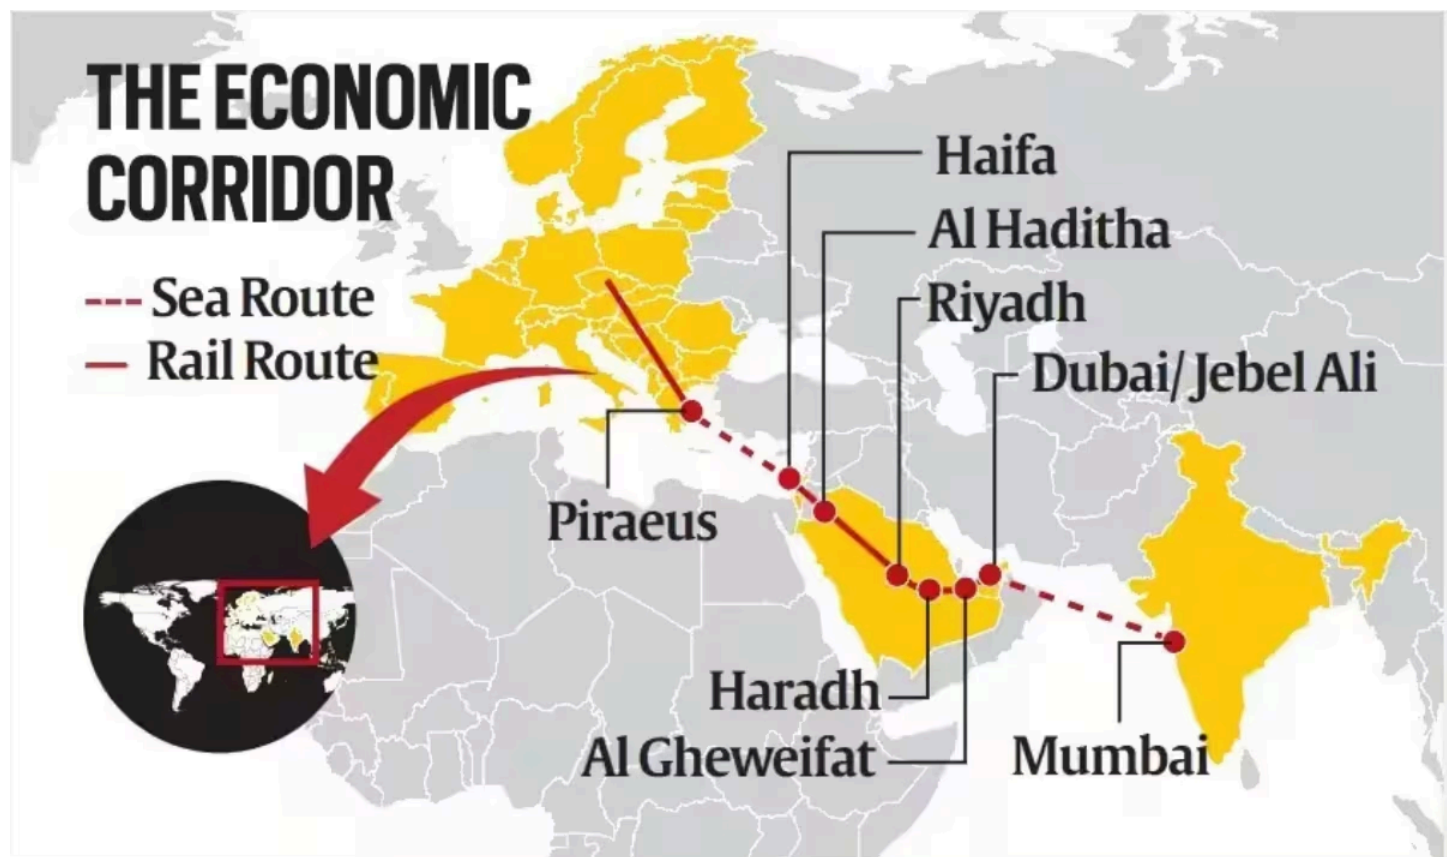 THE ECONOMIC
CORRIDOR
Sea Route
Rail Route
Haifa
Al Haditha
Riyadh
Dubai/Jebel Ali
Piraeus
Haradh
Al Gheweifat
Mumbai